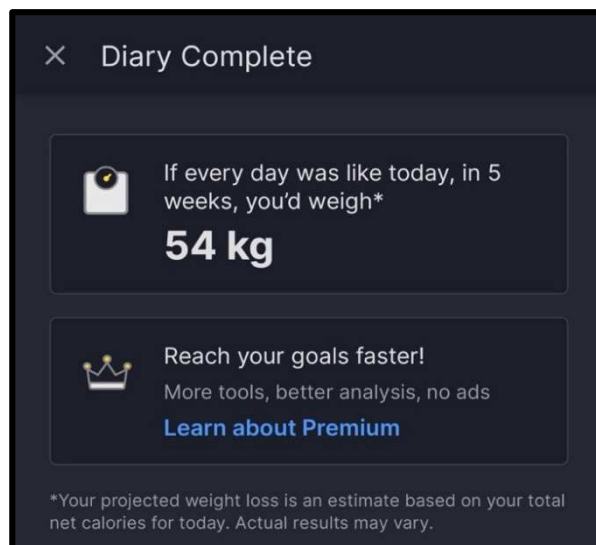 Diary Complete
If every day was like today, in 5
weeks, you'd weigh*
54 kg
Reach your goals faster!
More tools, better analysis, no ads
Learn about Premium
*Your projected weight loss is an estimate based on your total
net calories for today. Actual results may vary.